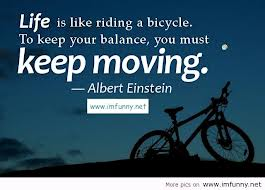 Life is like riding a bicycle.
To keep your balance, you must
keep moving.
— Albert Einstein
www.imfunny.net
More pics on www.imfunny.net